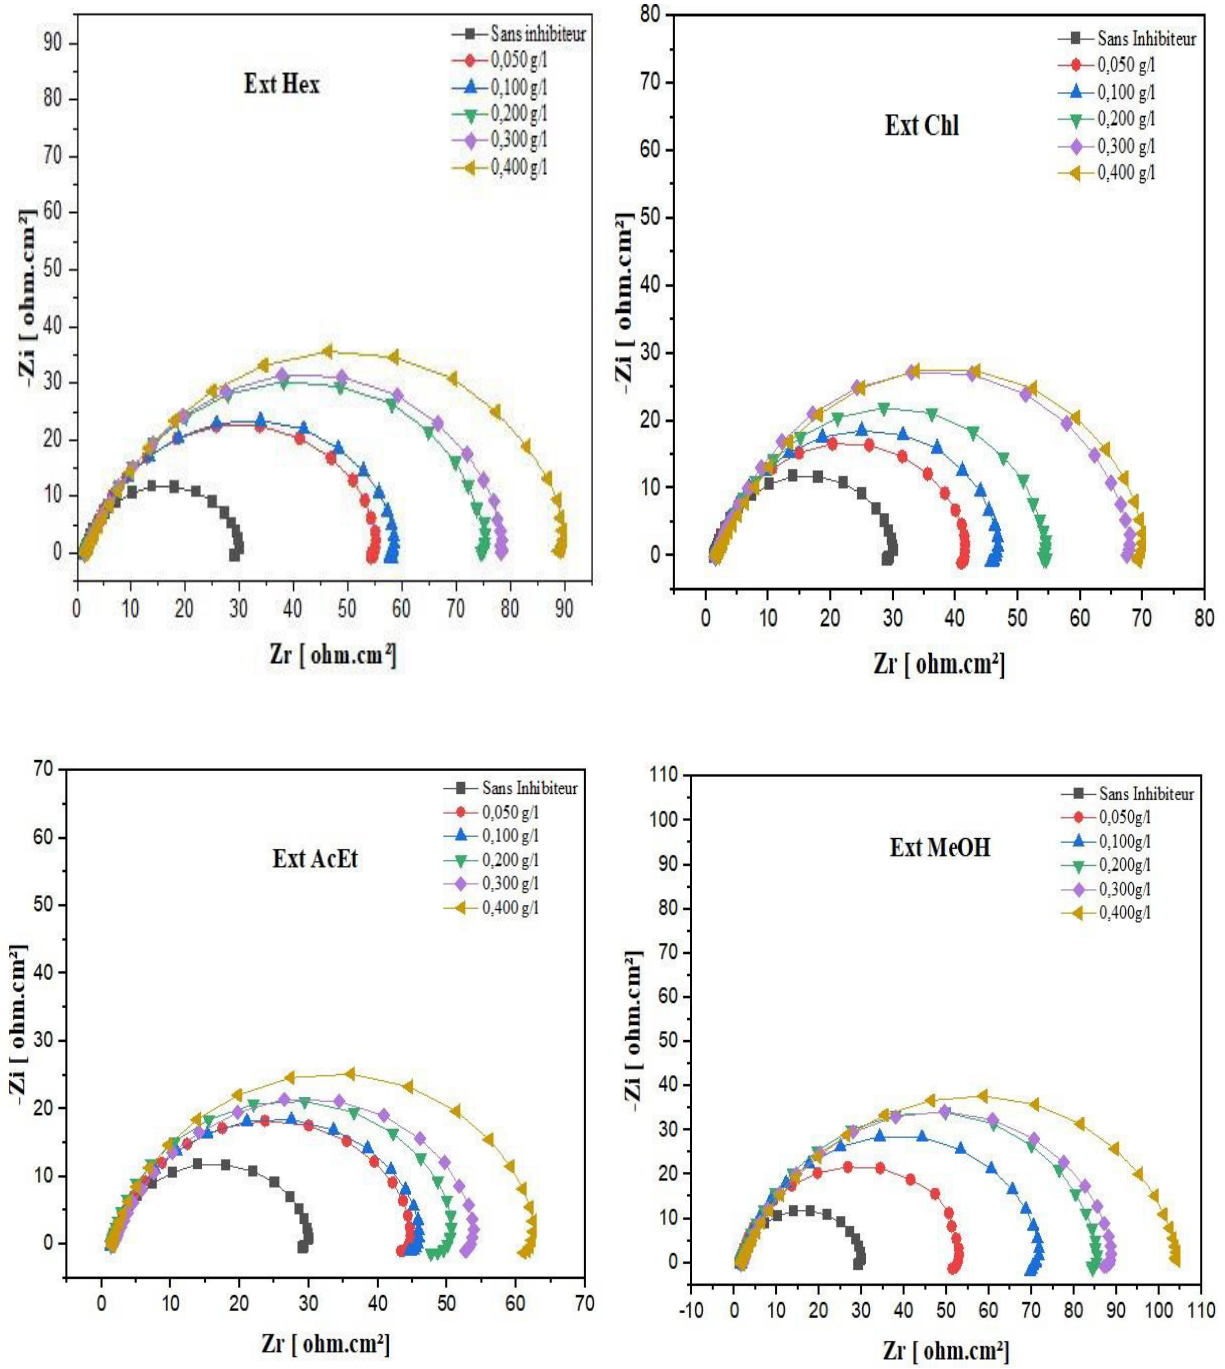 Ext Hex
Sans inhibiteur
0,050 g/l
0,100 g/l
0,200 g/l
0,300 g/l
0,400 g/l
90
80
70
60
50
40
30
20
10
0
-Zi [ ohm.cm²]
0 10 20 30 40 50 60 70 80 90
Zr [ ohm.cm²]
Ext Chl
Sans Inhibiteur
0,050 g/l
0,100 g/l
0,200 g/l
0,300 g/l
0,400 g/l
80
70
60
50
40
30
20
10
0
-Zi [ ohm.cm²]
0 10 20 30 40 50 60 70 80
Zr [ ohm.cm²]
Ext AcEt
Sans Inhibiteur
0,050 g/l
0,100 g/l
0,200 g/l
0,300 g/l
0,400 g/l
70
60
50
40
30
20
10
0
-Zi [ ohm.cm²]
0 10 20 30 40 50 60 70
Zr [ ohm.cm²]
Ext MeOH
Sans Inhibiteur
0,050g/l
0,100g/l
0,200g/l
0,300g/l
0,400g/l
110
100
90
80
70
60
50
40
30
20
10
0
-Zi [ ohm.cm²]
-10 0 10 20 30 40 50 60 70 80 90 100 110
Zr [ ohm.cm²]